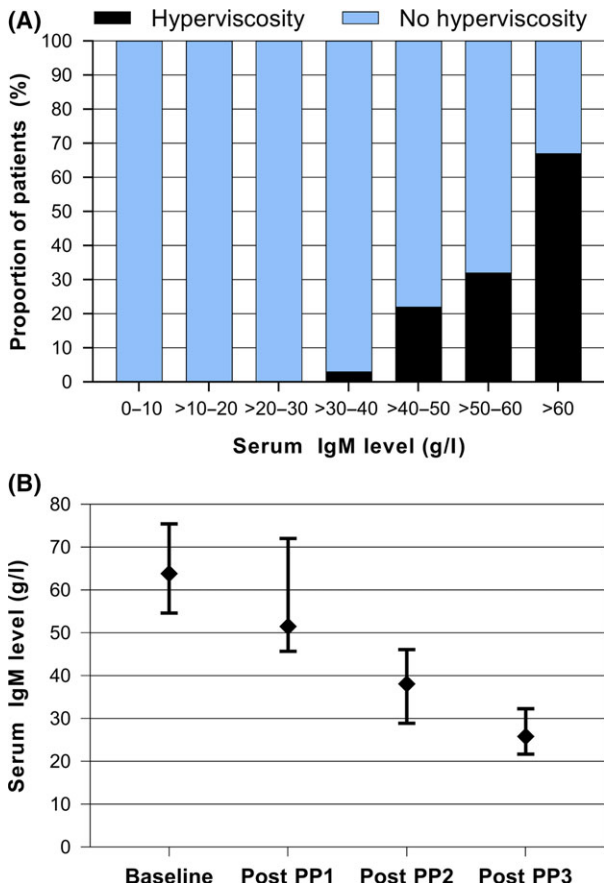 (A)
Hyperviscosity No hyperviscosity
Proportion of patients (%)
100
90
80
70
60
50
40
30
20
10
0
0–10 >10–20 >20–30 >30–40 >40–50 >50–60 >60
Serum IgM level (g/l)
(B)
Serum IgM level (g/l)
80
70
60
50
40
30
20
10
0
Baseline Post PP1 Post PP2 Post PP3